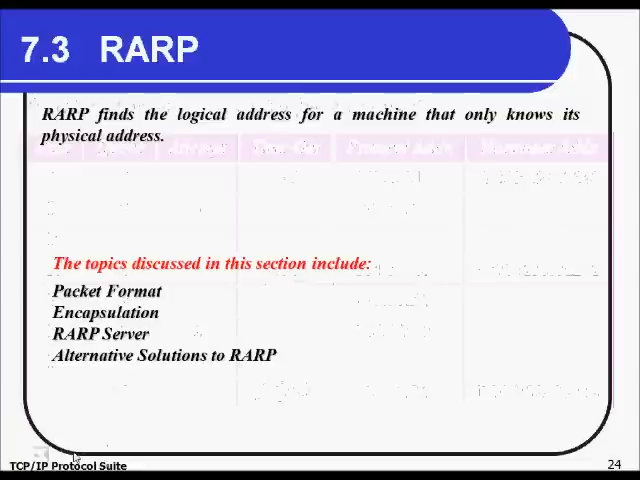 7.3 RARP
RARP finds the logical address for a machine that only knows its
physical address.
The topics discussed in this section include:
Packet Format
Encapsulation
RARP Server
Alternative Solutions to RARP
TCP/IP Protocol Suite
24